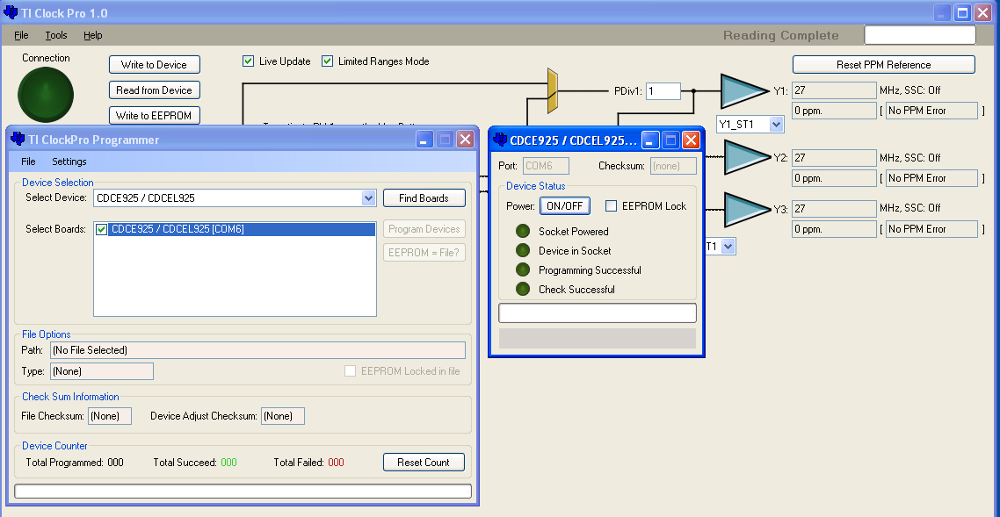 TI Clock Pro 1.0
File Tools Help
Reading Complete
Connection
Write to Device
Read from Device
Write to EEPROM
Live Update Limited Ranges Mode
PDiv1: 1
Reset PPM Reference
Y1: 27 MHz, SSC: Off
0 ppm. [ No PPM Error ]
Y1_ST1
Y2: 27 MHz, SSC: Off
0 ppm. [ No PPM Error ]
Y3: 27 MHz, SSC: Off
0 ppm. [ No PPM Error ]
T1
TI ClockPro Programmer
File Settings
Device Selection
Select Device: CDCE925 / CDCEL925 Find Boards
Select Boards: CDCE925 / CDCEL925 [COM6] Program Devices
EEPROM = File?
File Options
Path: (No File Selected)
Type: (None) EEPROM Locked in file
Check Sum Information
File Checksum: (None) Device Adjust Checksum: (None)
Device Counter
Total Programmed: 000 Total Succeed: 000 Total Failed: 000 Reset Count
CDCE925 / CDCEL925...
Port: COM6 Checksum: (none)
Device Status
Power: ON/OFF EEPROM Lock
Socket Powered
Device in Socket
Programming Successful
Check Successful